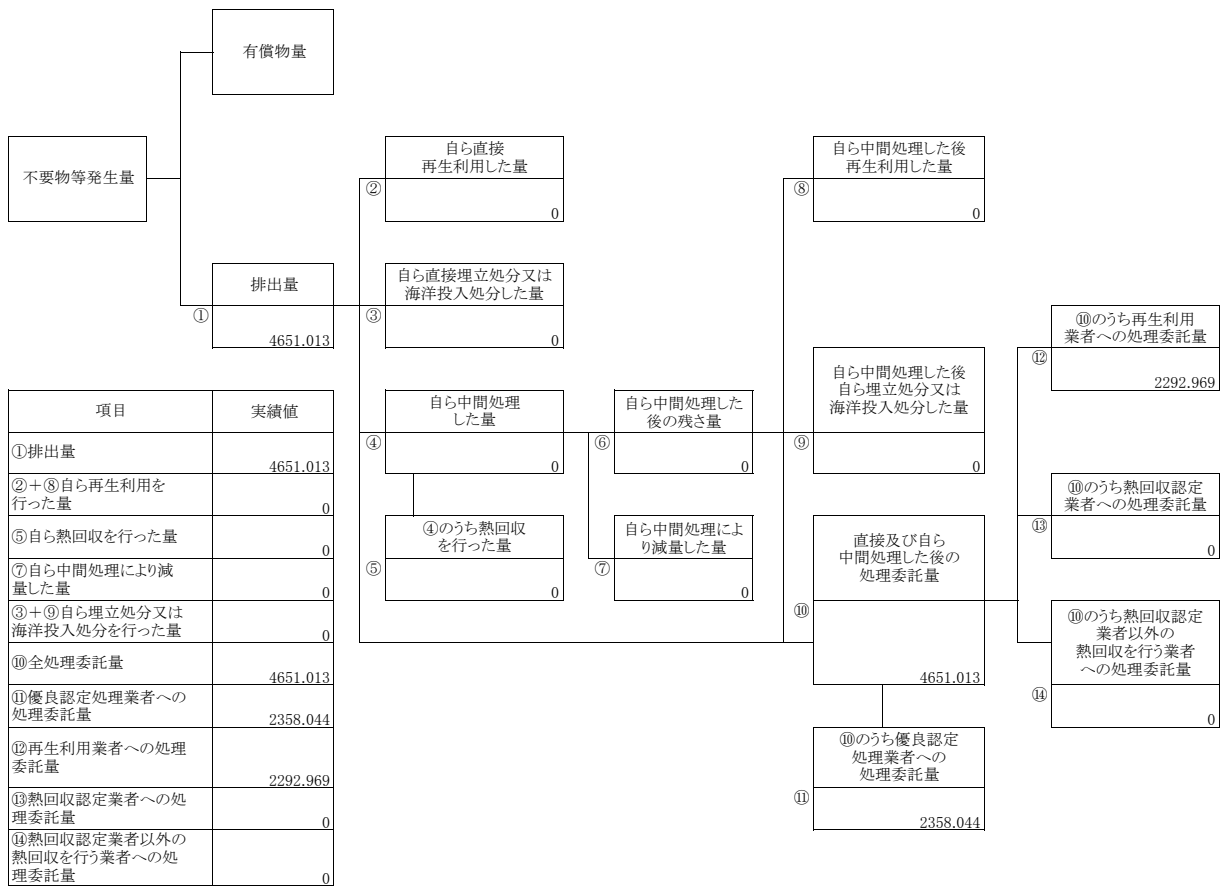 有償物量
不要物等発生量
自ら直接
再生利用した量
②
0
自ら中間処理した後
再生利用した量
⑧
0
排出量
①
4651.013
自ら直接埋立処分又は
海洋投入処分した量
③
0
⑩のうち再生利用
業者への処理委託量
⑫
2292.969
自ら中間処理
した量
④
0
自ら中間処理した
後の残さ量
⑥
0
自ら中間処理した後
自ら埋立処分又は
海洋投入処分した量
⑨
0
⑩のうち熱回収認定
業者への処理委託量
⑬
0
④のうち熱回収
を行った量
⑤
0
自ら中間処理によ
り減量した量
⑦
0
直接及び自ら
中間処理した後の
処理委託量
⑩
4651.013
⑩のうち熱回収認定
業者以外の
熱回収を行う業者
への処理委託量
⑭
0
⑩のうち優良認定
処理業者への
処理委託量
⑪
2358.044
項目 実績値
①排出量
4651.013
②+⑧自ら再生利用を
行った量
0
⑤自ら熱回収を行った量
0
⑦自ら中間処理により減
量した量
0
③+⑨自ら埋立処分又は
海洋投入処分を行った量
0
⑩全処理委託量
4651.013
⑪優良認定処理業者への
処理委託量
2358.044
⑫再生利用業者への処理
委託量
2292.969
⑬熱回収認定業者への処
理委託量
0
⑭熱回収認定業者以外の
熱回収を行う業者への処
理委託量
0